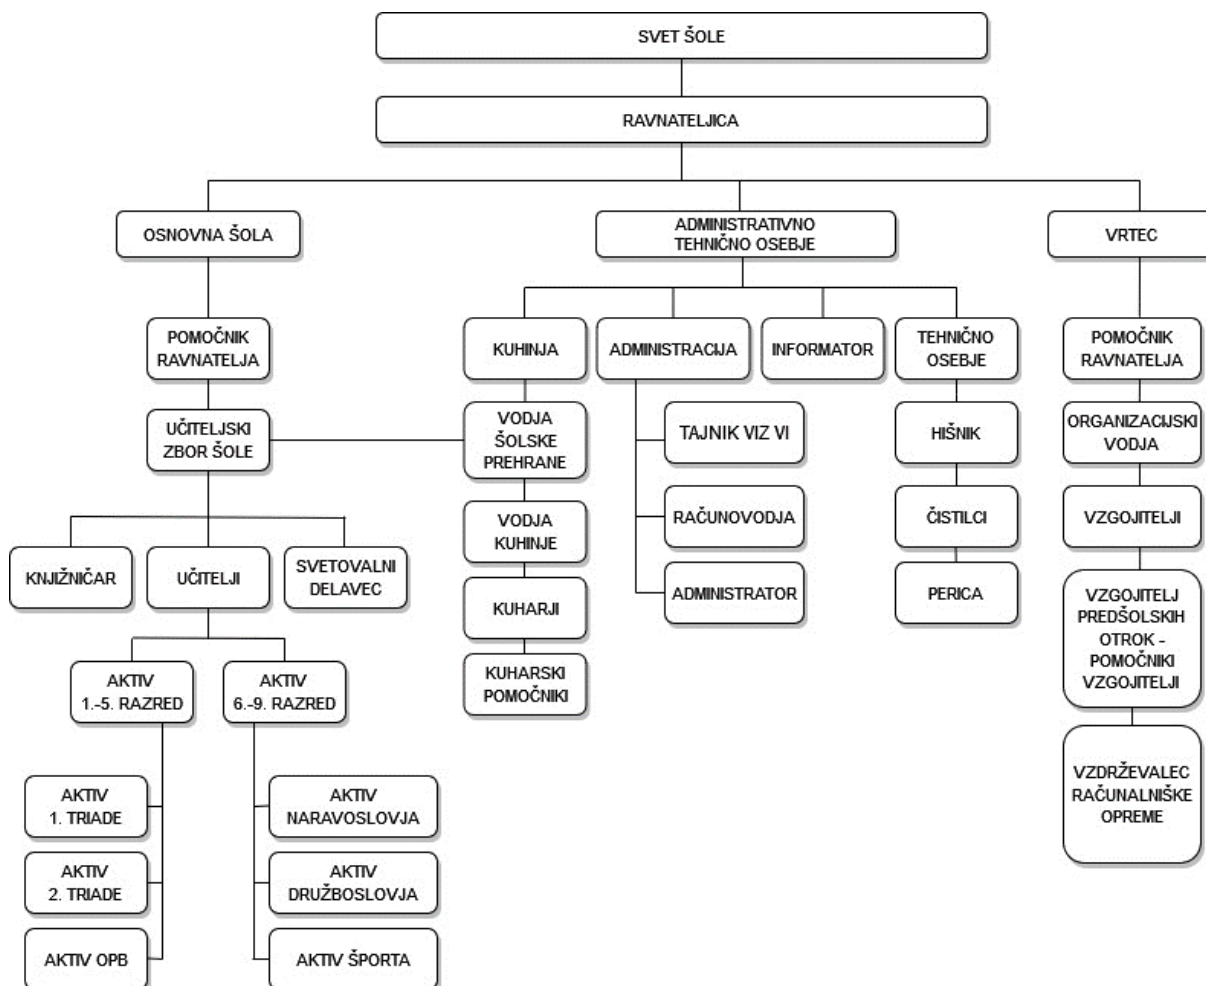 SVET ŠOLE
RAVNATELJICA
OSNOVNA ŠOLA
ADMINISTRATIVNO
TEHNIČNO OSEBJE
VRTEC
POMOČNIK
RAVNATELJA
KUHINJA
ADMINISTRACIJA
INFORMATOR
TEHNIČNO
OSEBJE
POMOČNIK
RAVNATELJA
UČITELJSKI
ZBOR ŠOLE
VODJA
ŠOLSKE
PREHRANE
TAJNIK VIZ VI
HIŠNIK
ORGANIZACIJSKI
VODJA
VODJA
KUHINJE
RAČUNOVODJA
ČISTILCI
VZGOJITELJI
KNJIŽNIČAR
UČITELJI
SVETOVALNI
DELAVEC
KUHARJI
ADMINISTRATOR
PERICA
VZGOJITELJ
PREDŠOLSKIH
OTROK -
POMOČNIKI
VZGOJITELJI
AKTIV
1.-5. RAZRED
AKTIV
6.-9. RAZRED
KUHARSKI
POMOČNIKI
VZDRŽEVALEC
RAČUNALNIŠKE
OPREME
AKTIV
1. TRIADE
AKTIV
NARAVOSLOVJA
AKTIV
2. TRIADE
AKTIV
DRUŽBOSLOVJA
AKTIV OPB
AKTIV ŠPORTA